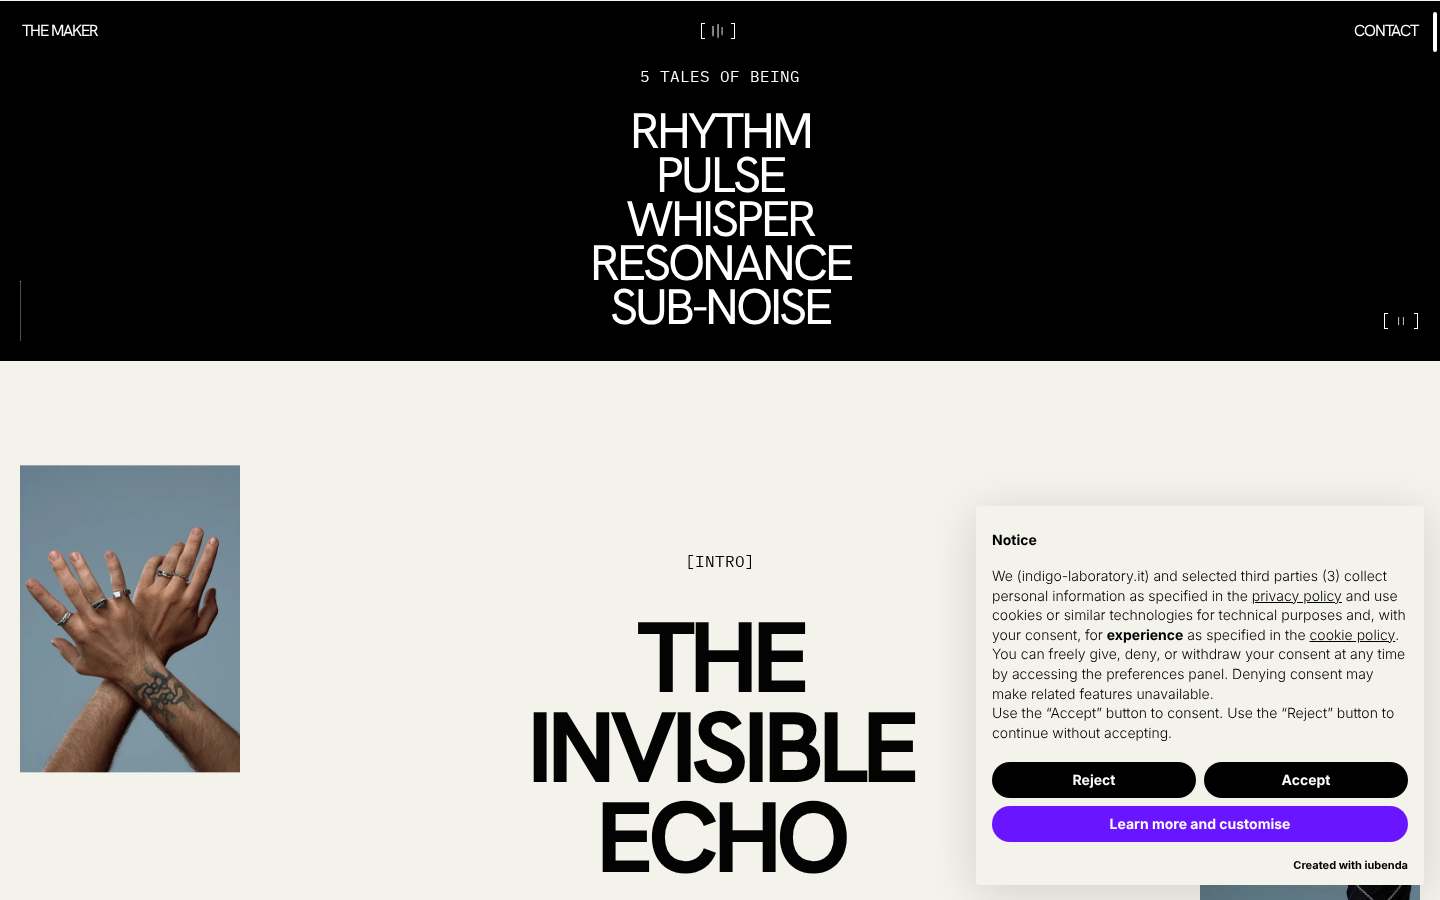 THE MAKER
CONTACT
5 TALES OF BEING
RHYTHM
PULSE
WHISPER
RESONANCE
SUB-NOISE
[INTRO]
THE
INVISIBLE
ECHO
Notice
We (indigo-laboratory.it) and selected third parties (3) collect
personal information as specified in the privacy policy and use
cookies or similar technologies for technical purposes and, with
your consent, for experience as specified in the cookie policy.
You can freely give, deny, or withdraw your consent at any time
by accessing the preferences panel. Denying consent may
make related features unavailable.
Use the “Accept” button to consent. Use the “Reject” button to
continue without accepting.
Reject
Accept
Learn more and customise
Created with iubenda